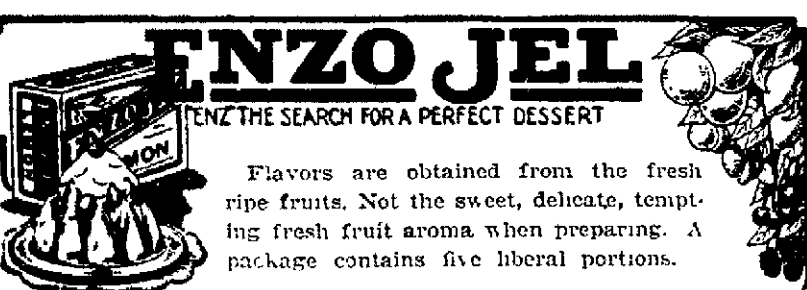 ENZO JEL
'ENZ' THE SEARCH FOR A PERFECT DESSERT
MON
Flavors are obtained from the fresh
ripe fruits. Not the sweet, delicate, tempt-
ing fresh fruit aroma when preparing. A
package contains five liberal portions.